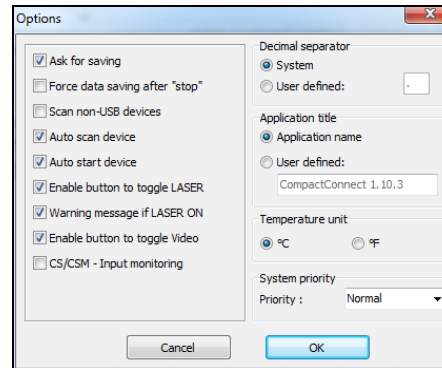 Options
Ask for saving
Force data saving after "stop"
Scan non-USB devices
Auto scan device
Auto start device
Enable button to toggle LASER
Warning message if LASER ON
Enable button to toggle Video
CS/CSM - Input monitoring
Decimal separator
System
User defined: .
Application title
Application name
User defined:
CompactConnect 1.10.3
Temperature unit
°C °F
System priority
Priority : Normal
Cancel OK